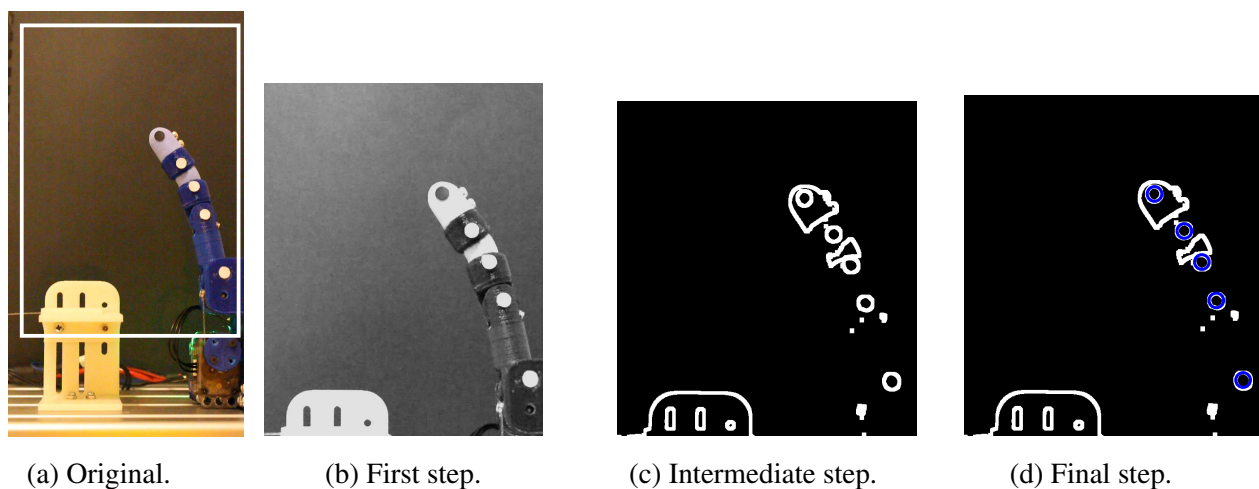 (a) Original.
(b) First step.
(c) Intermediate step.
(d) Final step.